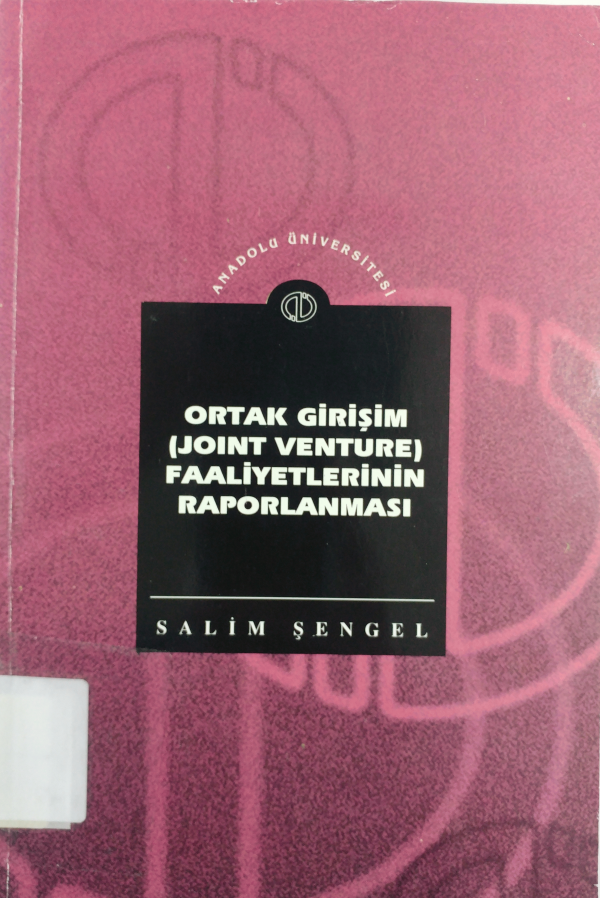 ANADOLU ÜNİVERSİTESİ
ORTAK GİRİŞİM
(JOINT VENTURE)
FAALİYETLERİNİN
RAPORLANMASI
SALİM ŞENGEL